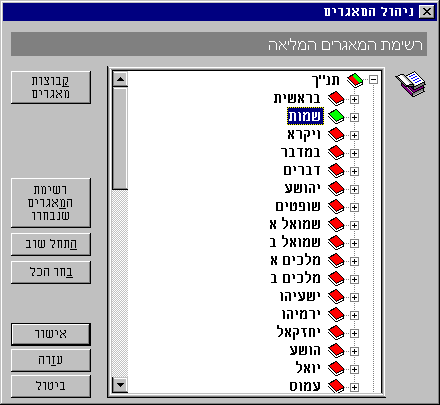 ניהול המאגרים
רשימת המאגרים המליאה
תנ"ך
בראשית
שמות
ויקרא
במדבר
דברים
יהושע
שופטים
שמואל א
שמואל ב
מלכים א
מלכים ב
ישעיהו
ירמיהו
יחזקאל
הושע
יואל
עמוס
קבוצות
מאגרים
רשימת
המאגרים
שנבחרו
התחל שוב
בחר הכל
אישור
עזרה
ביטול